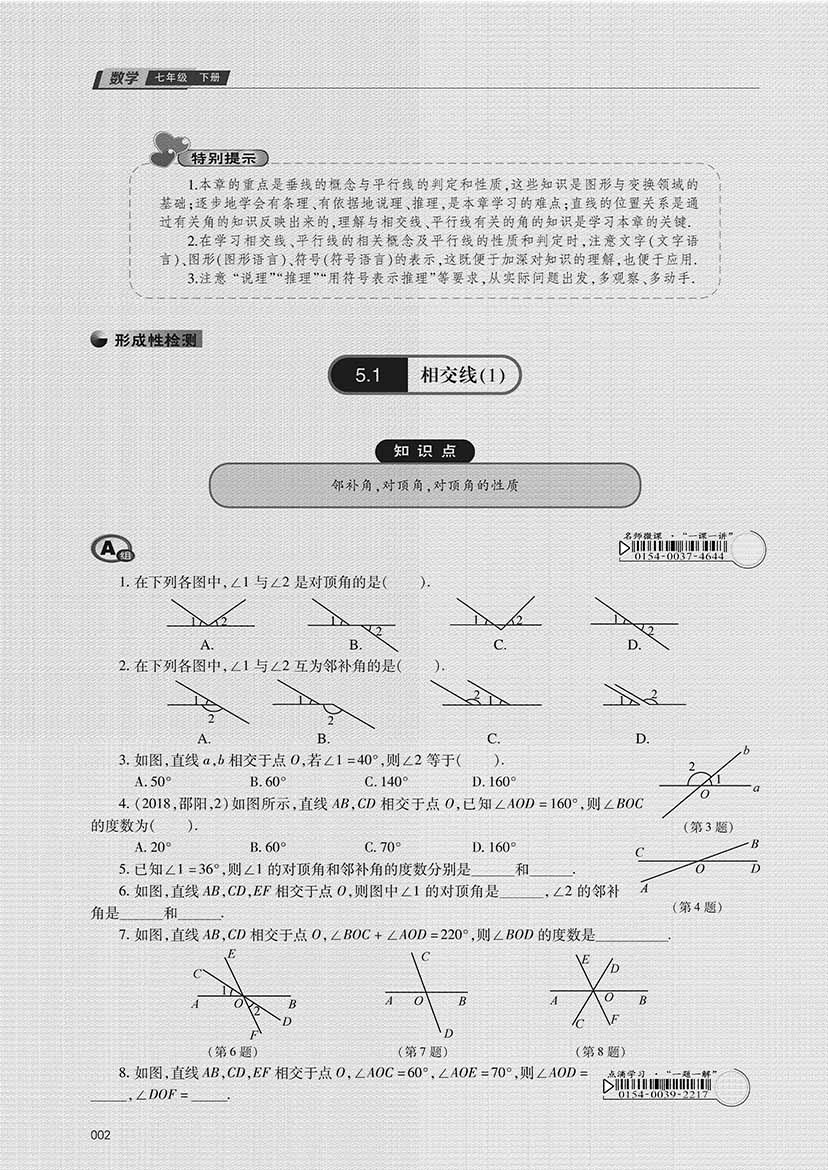 数学 七年级 下册
特别提示
1.本章的重点是垂线的概念与平行线的判定和性质,这些知识是图形与变换领域的
基础;逐步地学会有条理、有依据地说理、推理,是本章学习的难点;直线的位置关系是通
过有关角的知识反映出来的,理解与相交线、平行线有关的角的知识是学习本章的关键.
2.在学习相交线、平行线的相关概念及平行线的性质和判定时,注意文字(文字语
言)、图形(图形语言)、符号(符号语言)的表示,这既便于加深对知识的理解,也便于应用.
3.注意“说理”“推理”“用符号表示推理”等要求,从实际问题出发,多观察、多动手.
形成性检测
5.1 相交线(1)
知识点
邻补角,对顶角,对顶角的性质
A组
名师微课·“一课一讲”
0154-0037-4644
1. 在下列各图中,∠1 与∠2 是对顶角的是( ).
1 2 1 2 1 2 1 2
A. B. C. D.
2. 在下列各图中,∠1 与∠2 互为邻补角的是( ).
1 2 1 2 2 1 1 2
A. B. C. D.
3. 如图,直线 a,b 相交于点 O,若∠1=40°,则∠2 等于( ).
A. 50° B. 60° C. 140° D. 160°
b 2 1 O a
(第 3 题)
4. (2018,邵阳,2)如图所示,直线 AB,CD 相交于点 O,已知∠AOD=160°,则∠BOC
的度数为( ).
A. 20° B. 60° C. 70° D. 160°
C B O D A
(第 4 题)
5. 已知∠1=36°,则∠1 的对顶角和邻补角的度数分别是______和______.
6. 如图,直线 AB,CD,EF 相交于点 O,则图中∠1 的对顶角是______,∠2 的邻补
角是______和______.
7. 如图,直线 AB,CD 相交于点 O,∠BOC+∠AOD=220°,则∠BOD 的度数是__________.
E C 1 A O B 2 D F
C A O B D
E D A O B C F
(第 6 题) (第 7 题) (第 8 题)
8. 如图,直线 AB,CD,EF 相交于点 O,∠AOC=60°,∠AOE=70°,则∠AOD=
_____,∠DOF=_____.
点滴学习·“一题一解”
0154-0039-2217
002